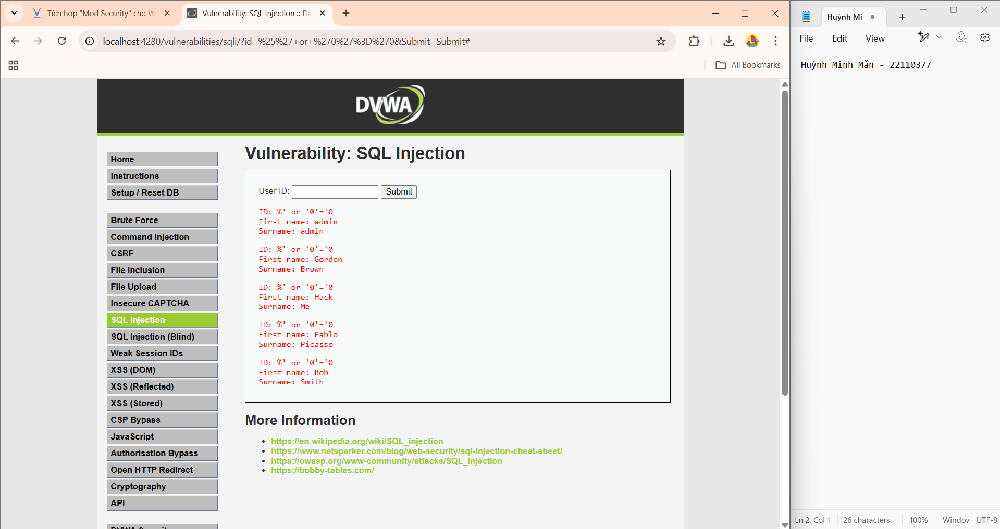 Tích hợp "Mod Security" cho W
Vulnerability: SQL Injection :: Da
localhost:4280/vulnerabilities/sqli/?id=%25%27+or+%270%27%3D%270&Submit=Submit#
All Bookmarks
DVWA
Home
Instructions
Setup / Reset DB
Brute Force
Command Injection
CSRF
File Inclusion
File Upload
Insecure CAPTCHA
SQL Injection
SQL Injection (Blind)
Weak Session IDs
XSS (DOM)
XSS (Reflected)
XSS (Stored)
CSP Bypass
JavaScript
Authorisation Bypass
Open HTTP Redirect
Cryptography
API
Vulnerability: SQL Injection
User ID: Submit
ID: %' or '0'='0
First name: admin
Surname: admin
ID: %' or '0'='0
First name: Gordon
Surname: Brown
ID: %' or '0'='0
First name: Hack
Surname: Me
ID: %' or '0'='0
First name: Pablo
Surname: Picasso
ID: %' or '0'='0
First name: Bob
Surname: Smith
More Information
https://en.wikipedia.org/wiki/SQL_injection
https://www.netsparker.com/blog/web-security/sql-injection-cheat-sheet/
https://owasp.org/www-community/attacks/SQL_Injection
https://bobby-tables.com/
Huỳnh Mi
File Edit View
Huỳnh Minh Mẫn - 22110377
Ln 2, Col 1 26 characters 100% Window UTF-8